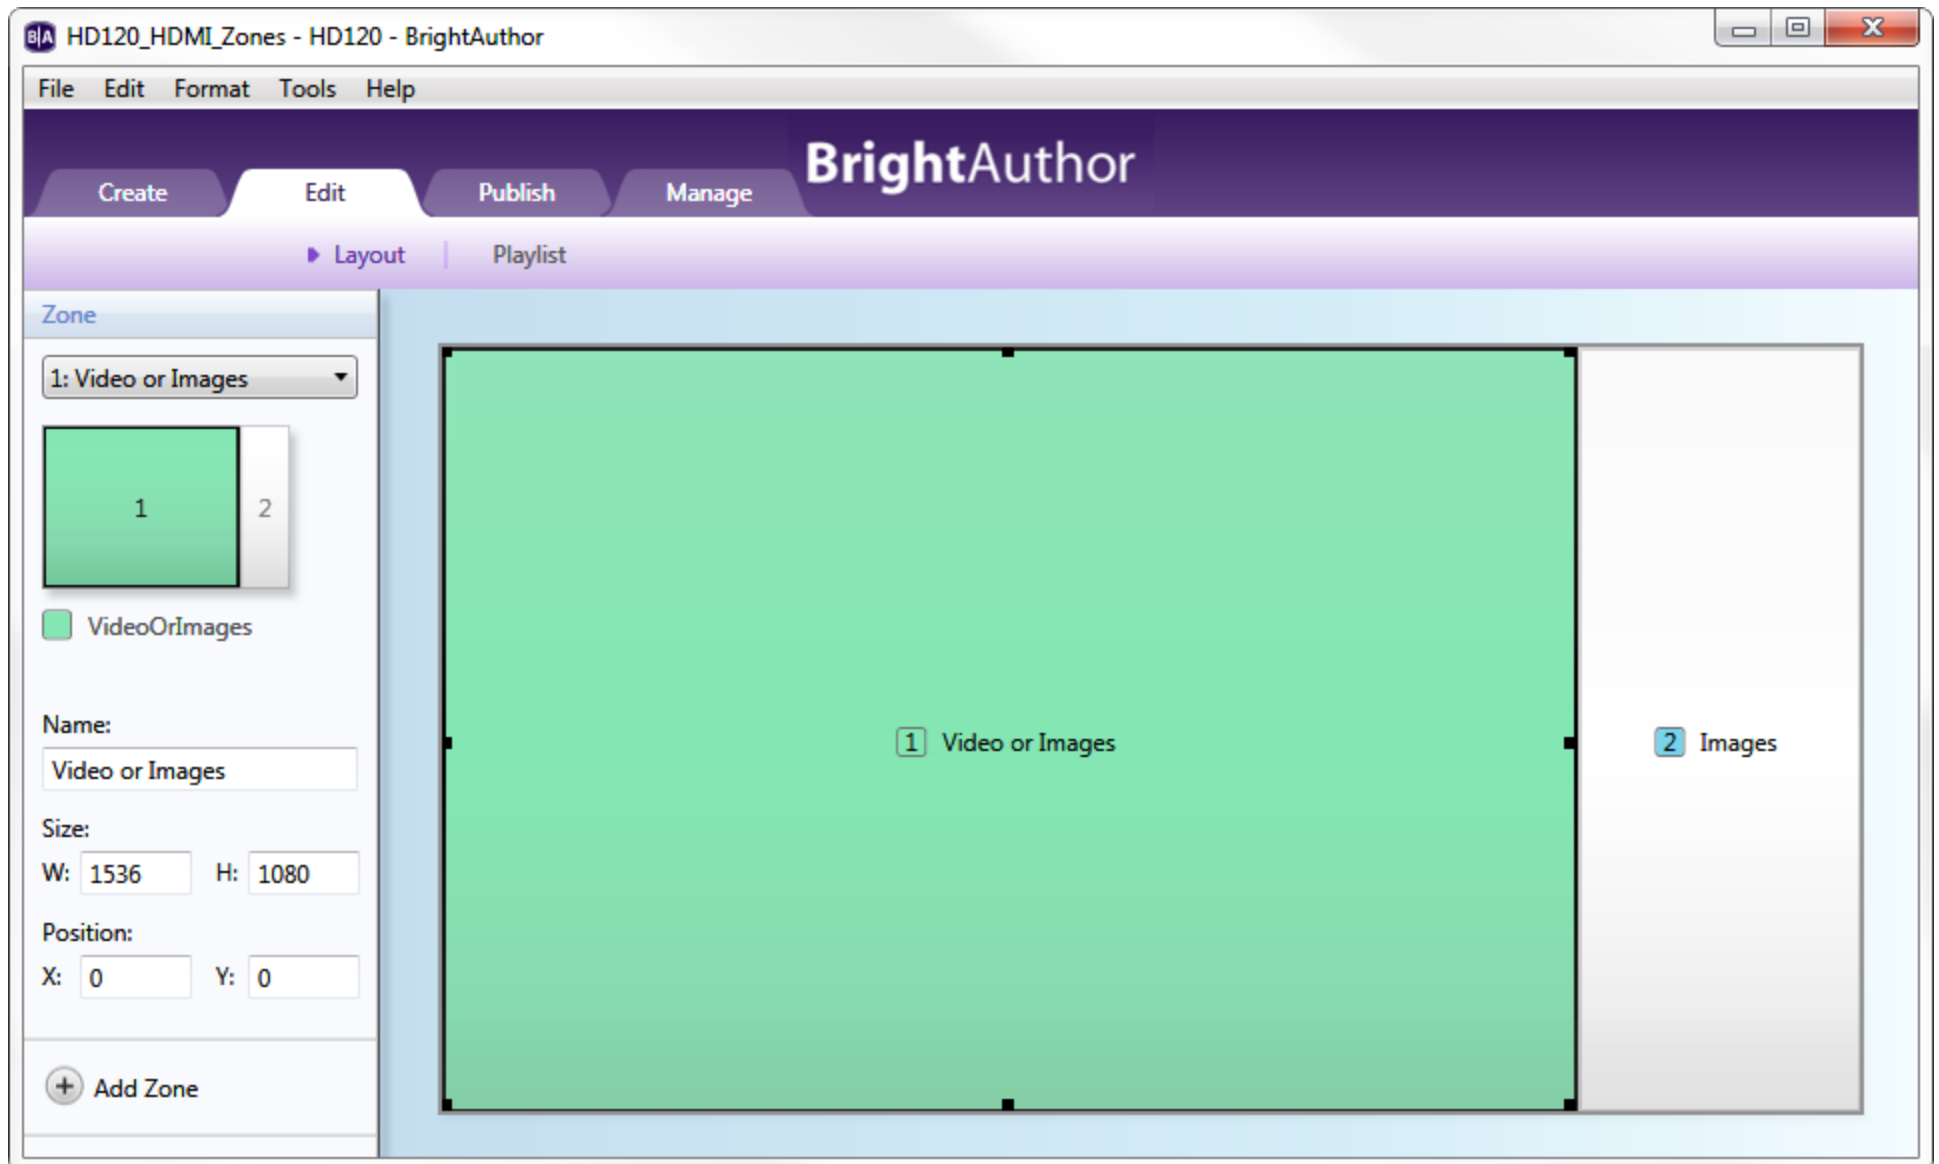 B|A HD120_HDMI_Zones - HD120 - BrightAuthor
File Edit Format Tools Help
BrightAuthor
Create Edit Publish Manage
Layout Playlist
Zone
1: Video or Images
1 2
VideoOrImages
Name:
Video or Images
Size:
W: 1536 H: 1080
Position:
X: 0 Y: 0
Add Zone
1 Video or Images
2 Images